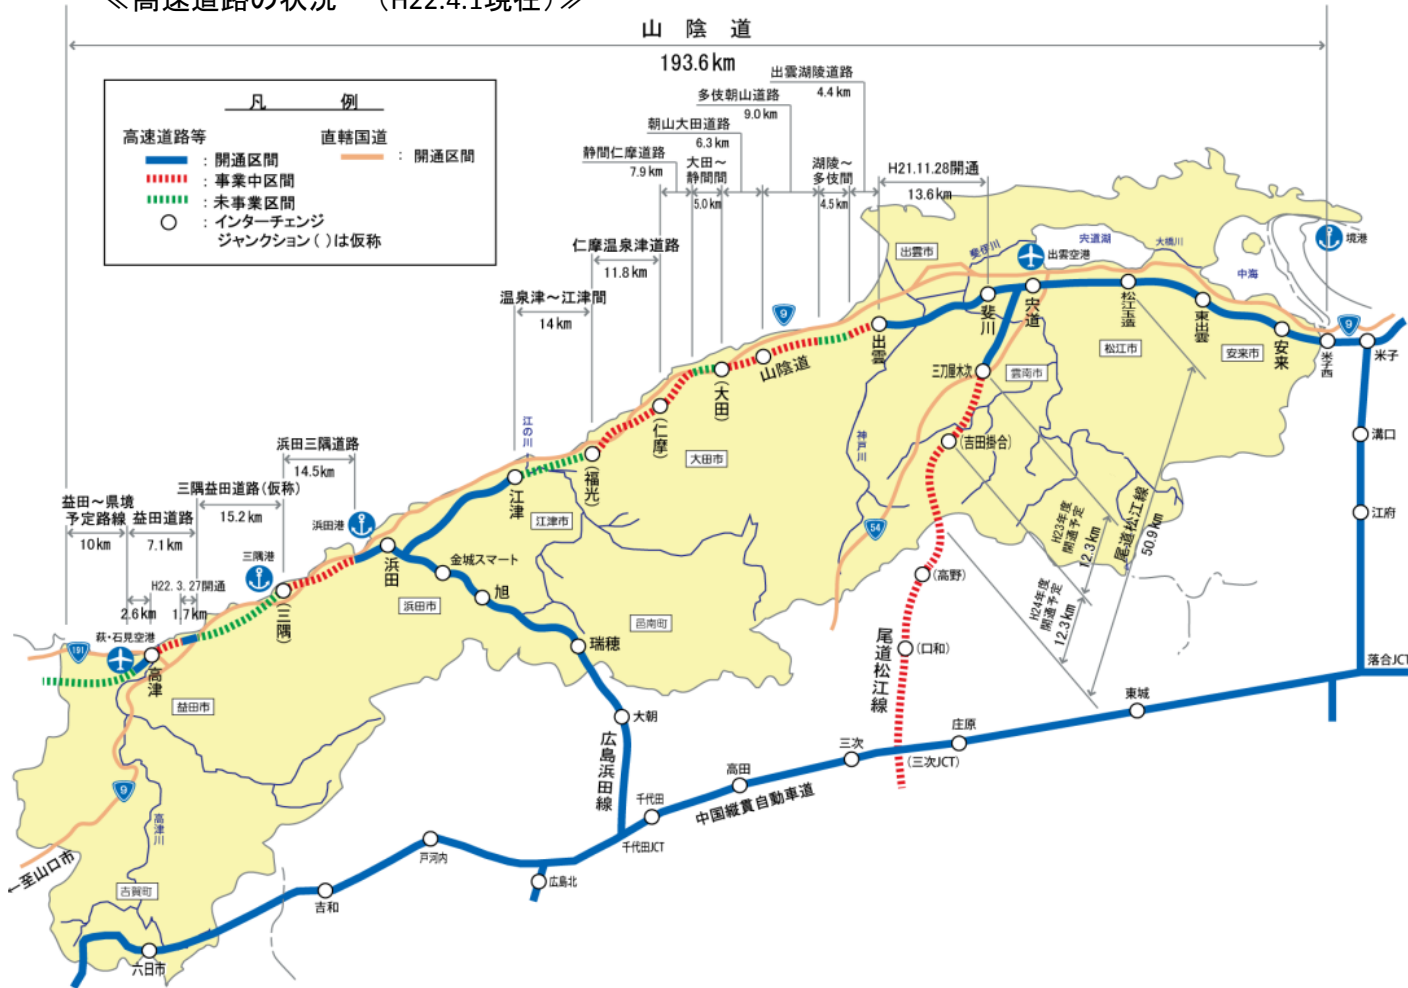 ≪高速道路の状況　(H22.4.1現在)≫
山 陰 道
193.6km
凡　例
高速道路等
直轄国道
：開通区間
：開通区間
：事業中区間
：未事業区間
：インターチェンジ
ジャンクション( )は仮称
出雲湖陵道路
4.4km
多伎朝山道路
9.0km
朝山大田道路
6.3km
静間仁摩道路
7.9km
大田～
静間間
5.0km
湖陵～
多伎間
4.5km
H21.11.28開通
13.6km
仁摩温泉津道路
11.8km
温泉津～江津間
14km
浜田三隅道路
14.5km
三隅益田道路(仮称)
15.2km
益田～県境
予定路線
10km
益田道路
7.1km
H22.3.27開通
2.6km
1.7km
萩・石見空港
三隅港
浜田港
江の川
斐伊川
宍道湖
大橋川
中海
境港
出雲空港
出雲市
松江市
安来市
雲南市
大田市
江津市
浜田市
邑南町
益田市
吉賀町
神戸川
高津川
9
9
54
191
9
高津
(三隅)
浜田
江津
(福光)
(仁摩)
(大田)
山陰道
出雲
斐川
宍道
松江玉造
東出雲
安来
米子西
米子
溝口
江府
落合JCT
三刀屋木次
(吉田掛合)
(高野)
(口和)
(三次JCT)
尾道松江線
H23年度
開通予定
12.3km
H24年度
開通予定
12.3km
尾道松江線
50.9km
金城スマート
旭
瑞穂
大朝
広島浜田線
千代田
千代田JCT
高田
三次
庄原
東城
中国縦貫自動車道
広島北
戸河内
吉和
六日市
←至山口市